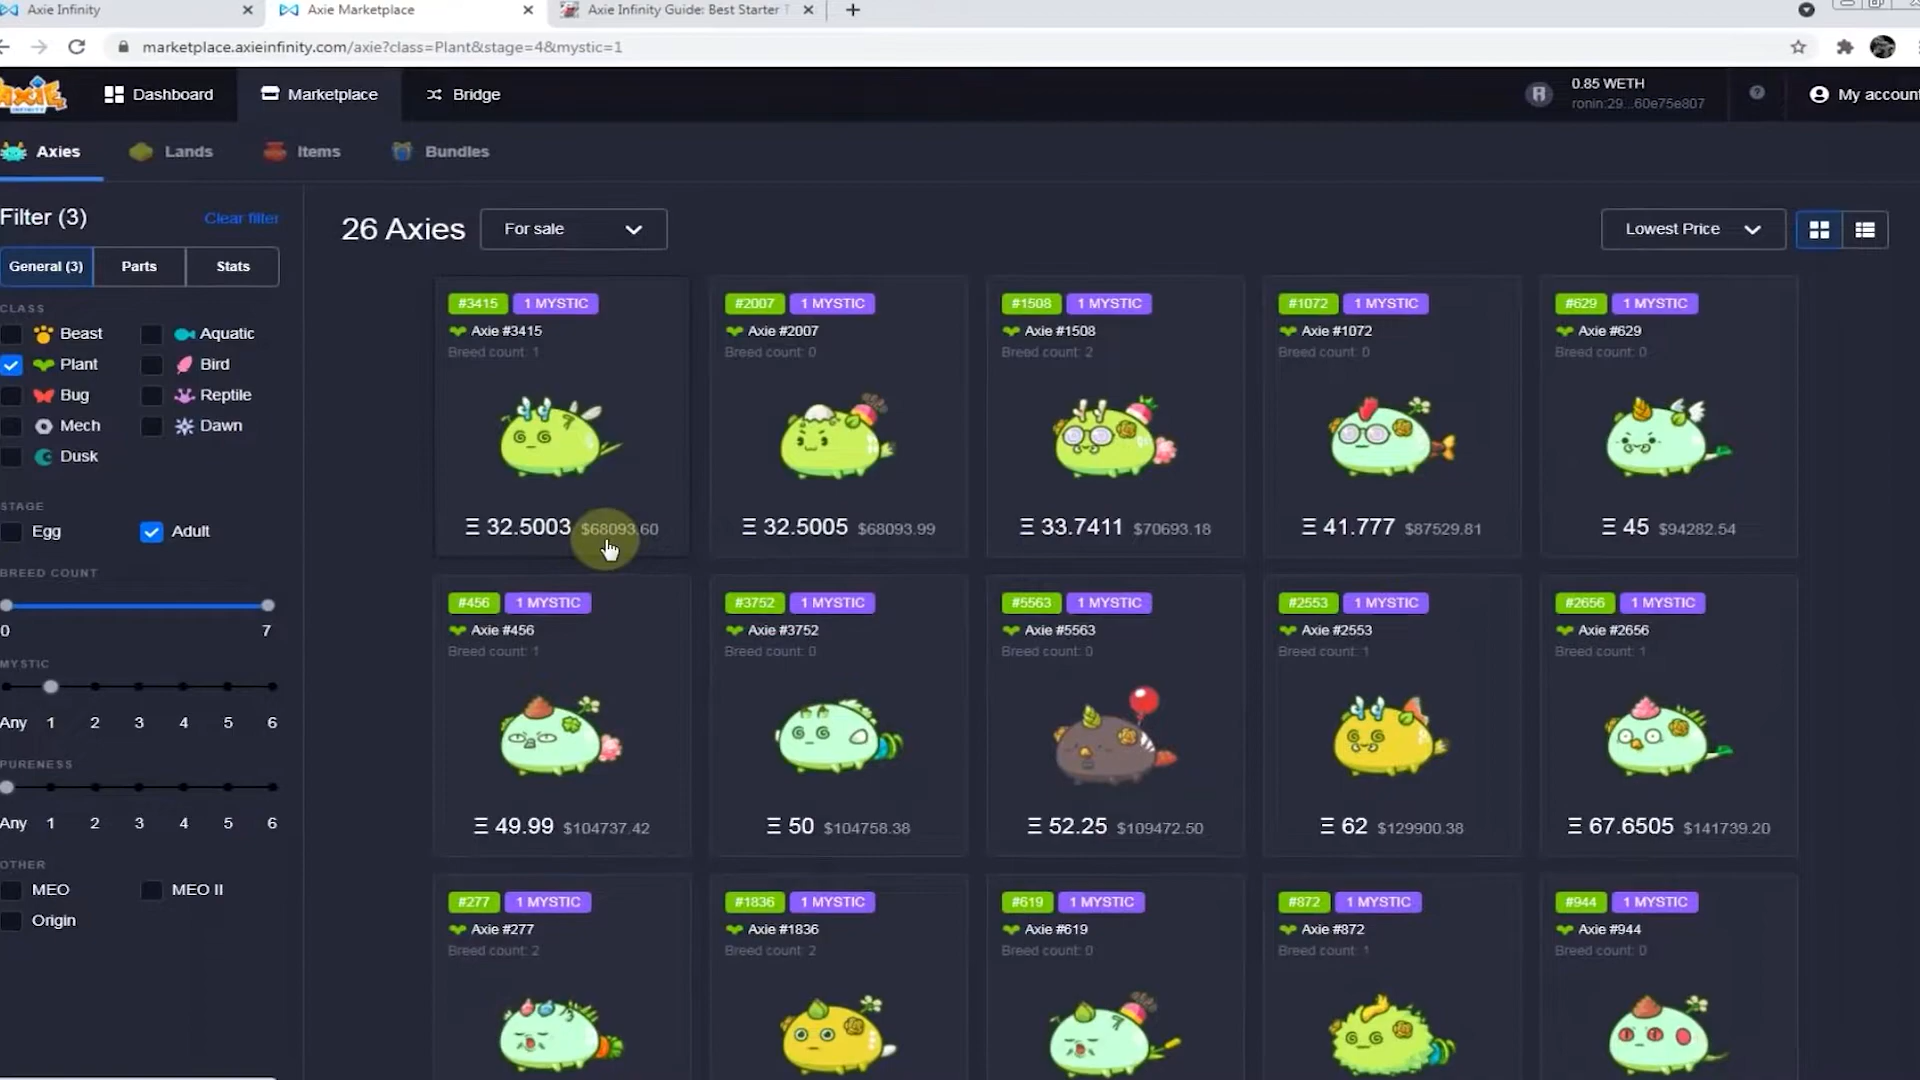 Axie Infinity
Axie Marketplace
Axie Infinity Guide: Best Starter T
marketplace.axieinfinity.com/axie?class=Plant&stage=4&mystic=1
AXIE
INFINITY
Dashboard
Marketplace
Bridge
0.85 WETH
ronin:29...60e75e807
My account
Axies
Lands
Items
Bundles
Filter (3)
Clear filter
General (3)
Parts
Stats
CLASS
Beast
Aquatic
Plant
Bird
Bug
Reptile
Mech
Dawn
Dusk
STAGE
Egg
Adult
BREED COUNT
0 7
MYSTIC
Any 1 2 3 4 5 6
PURENESS
Any 1 2 3 4 5 6
OTHER
MEO
MEO II
Origin
26 Axies
For sale
Lowest Price
#3415 1 MYSTIC
Axie #3415
Breed count: 1
Ξ 32.5003 $68093.60
#2007 1 MYSTIC
Axie #2007
Breed count: 0
Ξ 32.5005 $68093.99
#1508 1 MYSTIC
Axie #1508
Breed count: 2
Ξ 33.7411 $70693.18
#1072 1 MYSTIC
Axie #1072
Breed count: 0
Ξ 41.777 $87529.81
#629 1 MYSTIC
Axie #629
Breed count: 0
Ξ 45 $94282.54
#456 1 MYSTIC
Axie #456
Breed count: 1
Ξ 49.99 $104737.42
#3752 1 MYSTIC
Axie #3752
Breed count: 0
Ξ 50 $104758.38
#5563 1 MYSTIC
Axie #5563
Breed count: 0
Ξ 52.25 $109472.50
#2553 1 MYSTIC
Axie #2553
Breed count: 1
Ξ 62 $129900.38
#2656 1 MYSTIC
Axie #2656
Breed count: 1
Ξ 67.6505 $141739.20
#277 1 MYSTIC
Axie #277
Breed count: 2
#1836 1 MYSTIC
Axie #1836
Breed count: 2
#619 1 MYSTIC
Axie #619
Breed count: 0
#872 1 MYSTIC
Axie #872
Breed count: 1
#944 1 MYSTIC
Axie #944
Breed count: 0